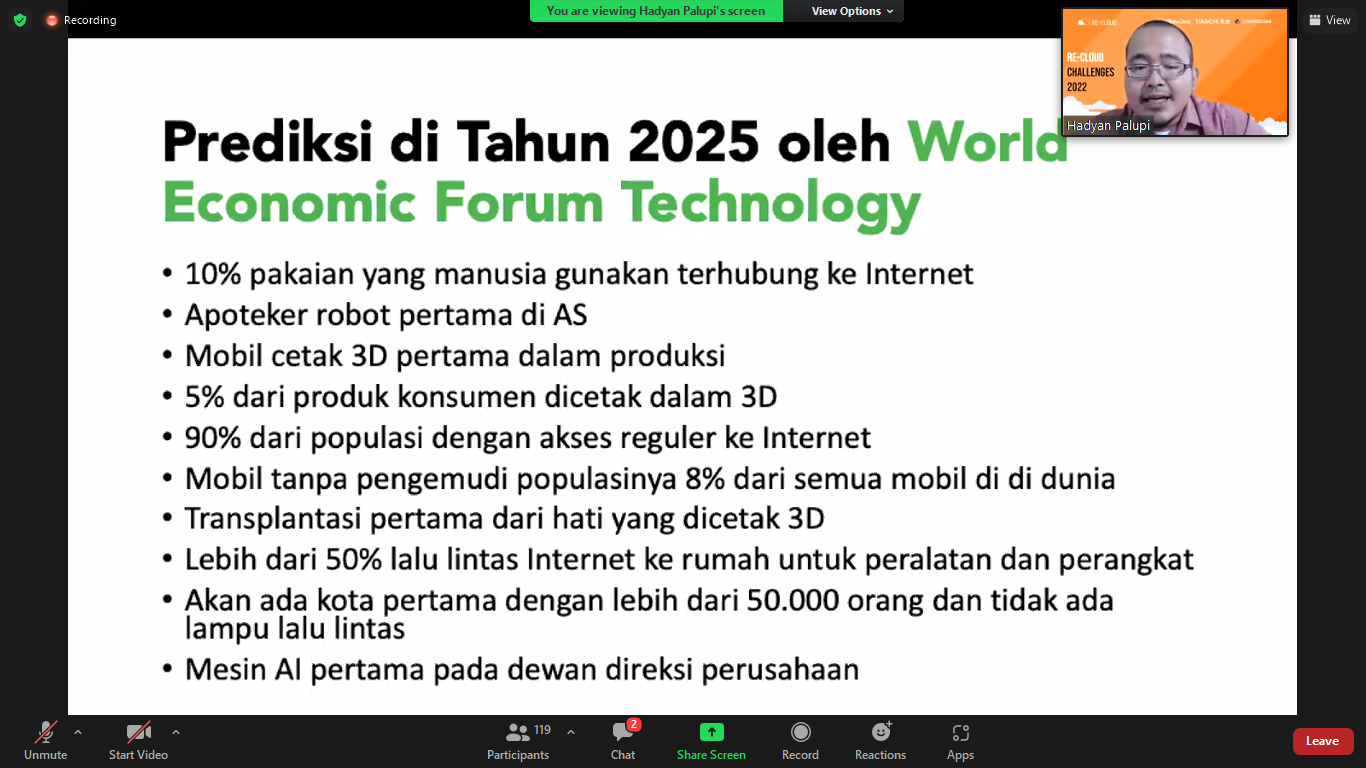 Recording
You are viewing Hadyan Palupi's screen
View Options
View
RE-CLOUD
TIANCHI
RE-CLOUD
CHALLENGES
2022
Hadyan Palupi
Prediksi di Tahun 2025 oleh World
Economic Forum Technology
• 10% pakaian yang manusia gunakan terhubung ke Internet
• Apoteker robot pertama di AS
• Mobil cetak 3D pertama dalam produksi
• 5% dari produk konsumen dicetak dalam 3D
• 90% dari populasi dengan akses reguler ke Internet
• Mobil tanpa pengemudi populasinya 8% dari semua mobil di di dunia
• Transplantasi pertama dari hati yang dicetak 3D
• Lebih dari 50% lalu lintas Internet ke rumah untuk peralatan dan perangkat
• Akan ada kota pertama dengan lebih dari 50.000 orang dan tidak ada
lampu lalu lintas
• Mesin AI pertama pada dewan direksi perusahaan
119
2
Unmute
Start Video
Participants
Chat
Share Screen
Record
Reactions
Apps
Leave